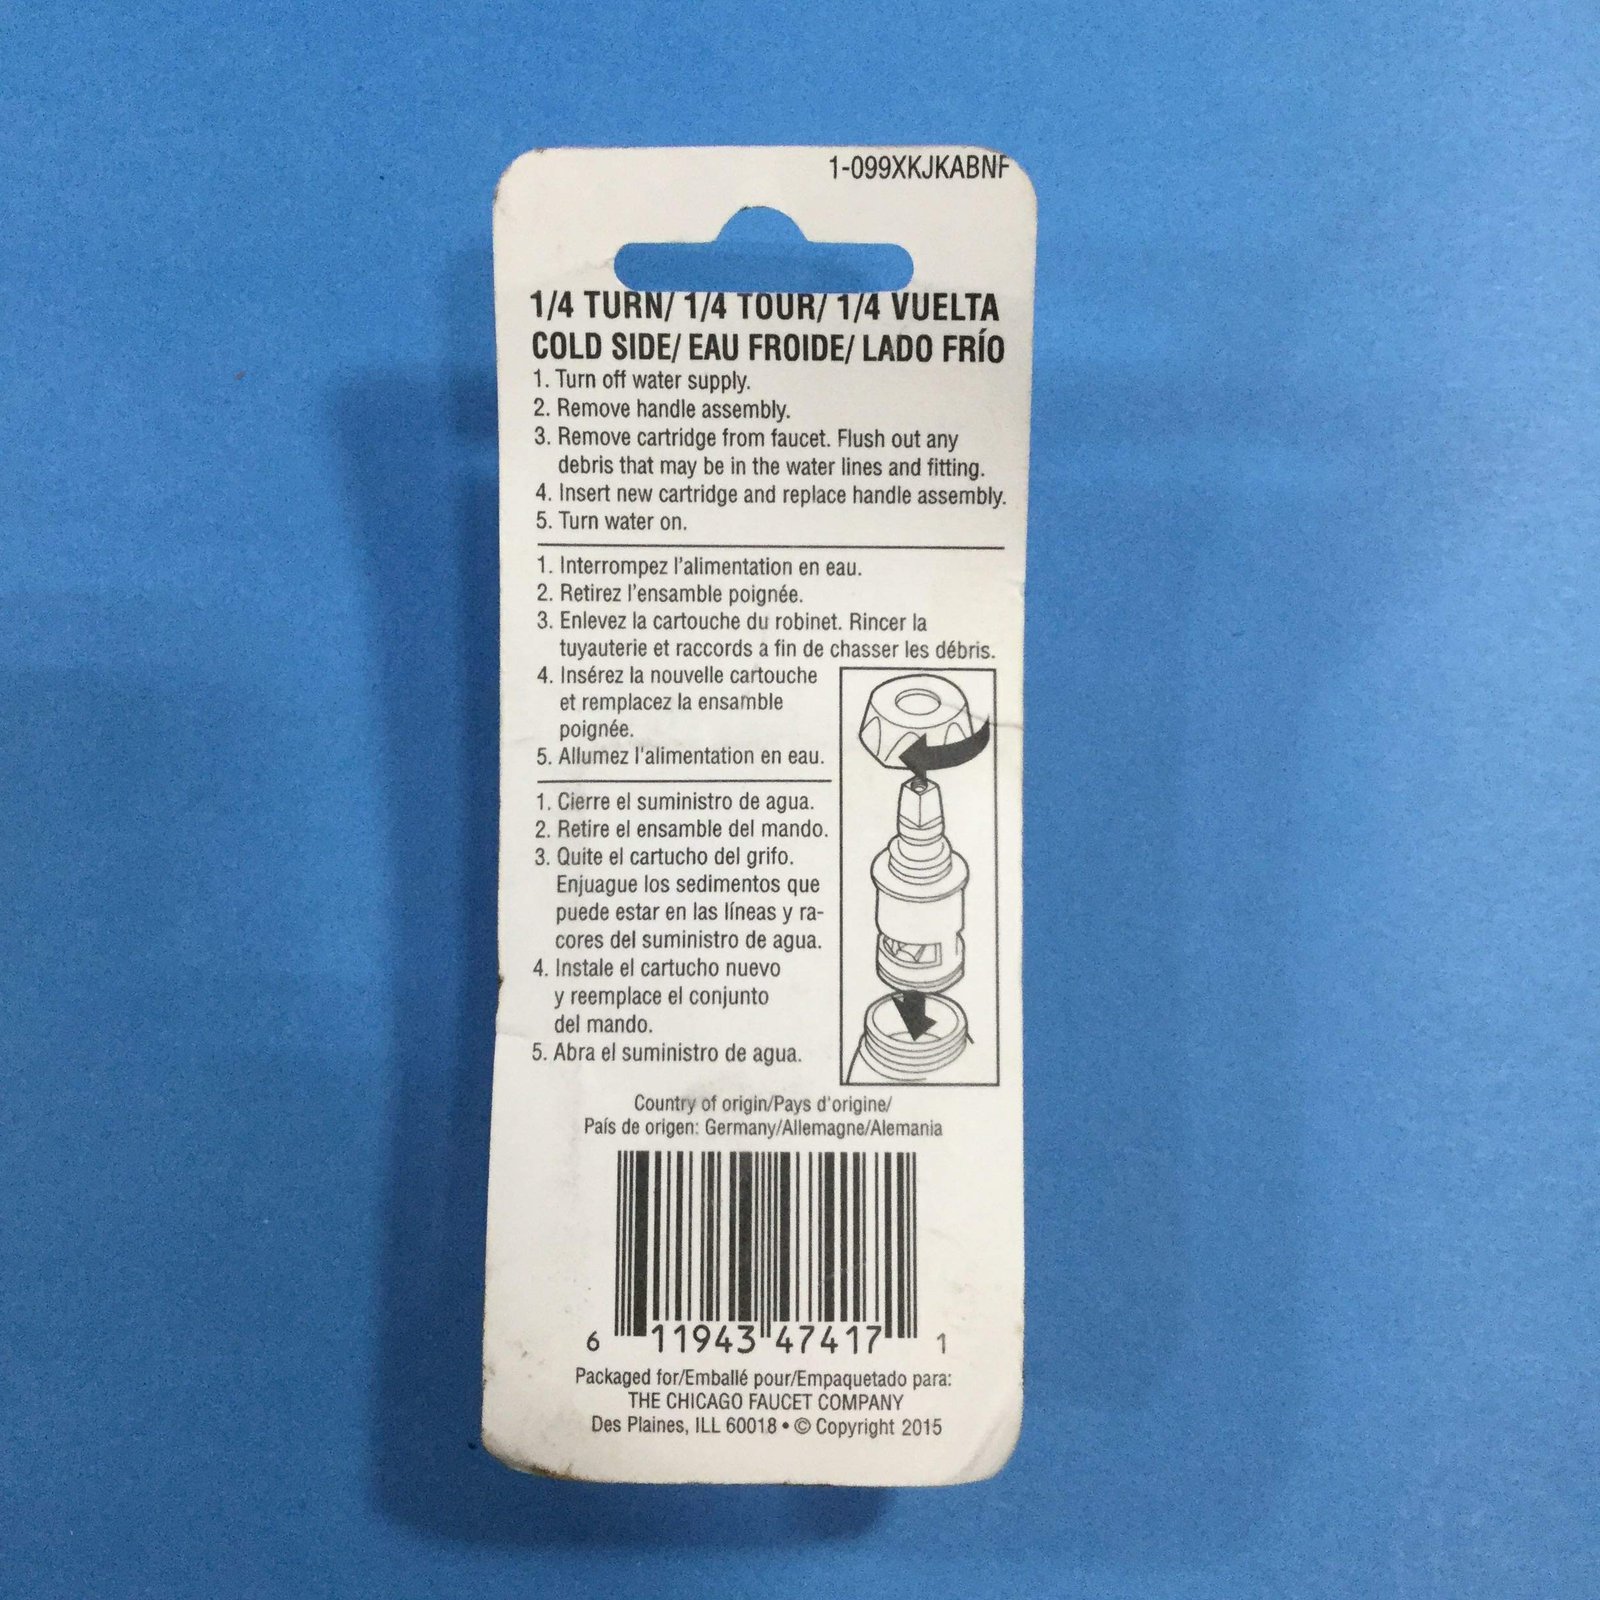 1-099XKJKABNF
1/4 TURN/ 1/4 TOUR/ 1/4 VUELTA
COLD SIDE/ EAU FROIDE/ LADO FRÍO
1. Turn off water supply.
2. Remove handle assembly.
3. Remove cartridge from faucet. Flush out any
debris that may be in the water lines and fitting.
4. Insert new cartridge and replace handle assembly.
5. Turn water on.
1. Interrompez l'alimentation en eau.
2. Retirez l'ensemble poignée.
3. Enlevez la cartouche du robinet. Rincer la
tuyauterie et raccords a fin de chasser les débris.
4. Insérez la nouvelle cartouche
et remplacez la ensamble
poignée.
5. Allumez l'alimentation en eau.
1. Cierre el suministro de agua.
2. Retire el ensamble del mando.
3. Quite el cartucho del grifo.
Enjuague los sedimentos que
puede estar en las líneas y ra-
cores del suministro de agua.
4. Instale el cartucho nuevo
y reemplace el conjunto
del mando.
5. Abra el suministro de agua.
Country of origin/Pays d'origine/
País de origen: Germany/Allemagne/Alemania
6 11943 47417 1
Packaged for/Emballé pour/Empaquetado para:
THE CHICAGO FAUCET COMPANY
Des Plaines, ILL 60018 • © Copyright 2015